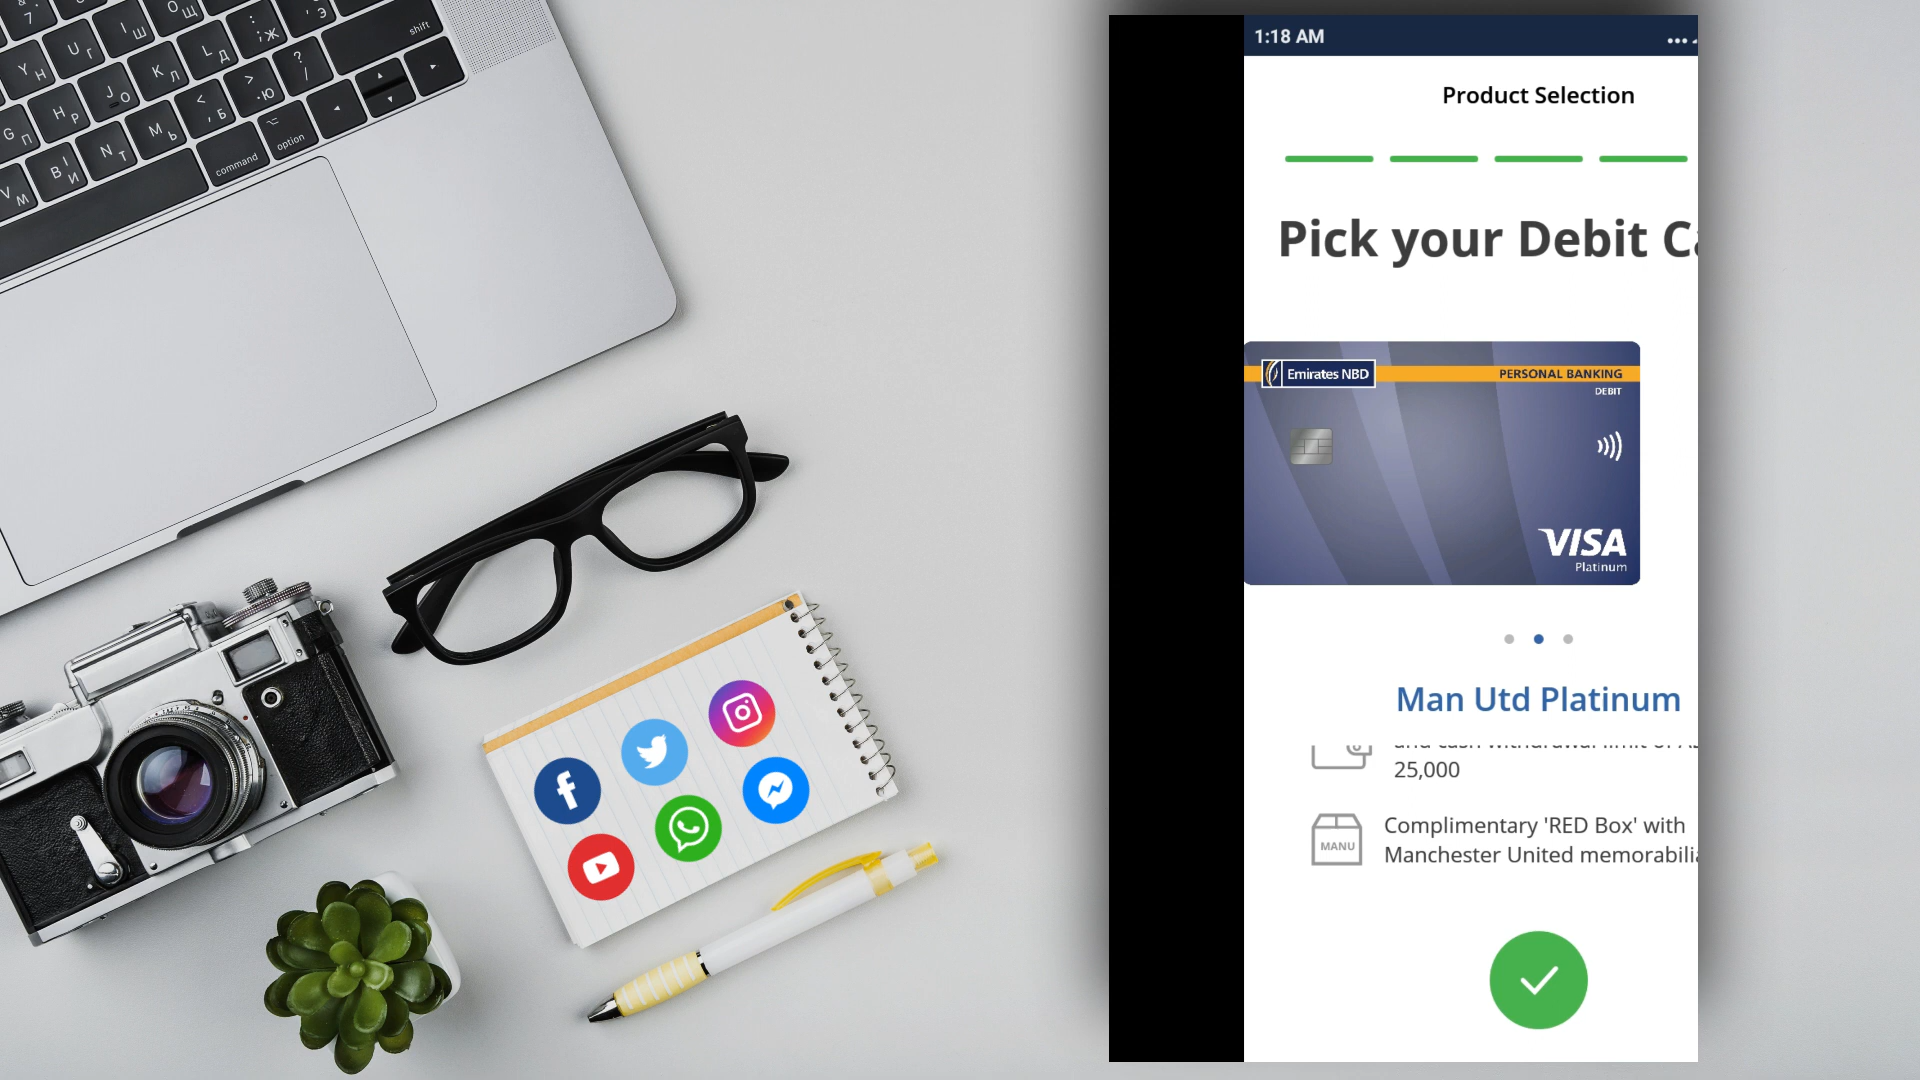 1:18 AM
Product Selection
Pick your Debit
Emirates NBD
PERSONAL BANKING
DEBIT
VISA
Platinum
Man Utd Platinum
25,000
MANU
Complimentary 'RED Box' with
Manchester United
shift
option
command